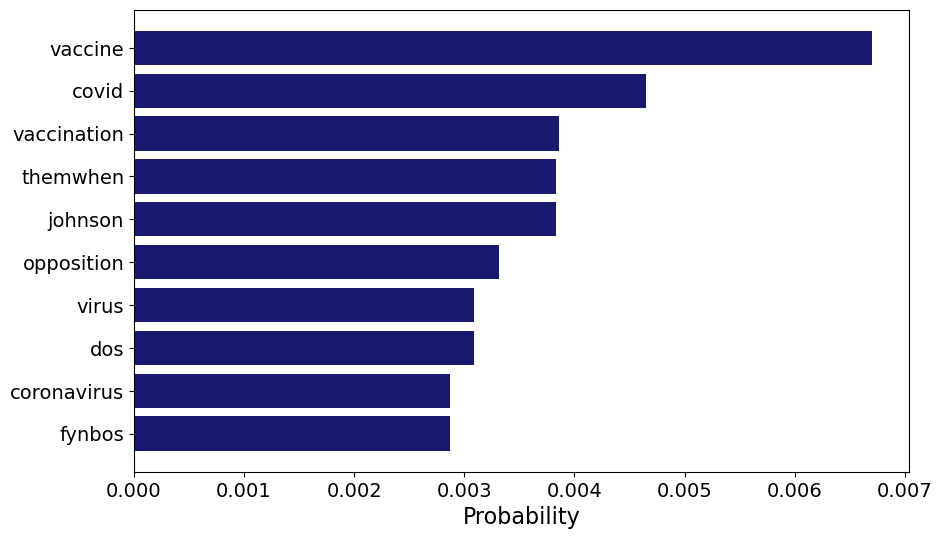 vaccine
covid
vaccination
themwhen
johnson
opposition
virus
dos
coronavirus
fynbos
0.000 0.001 0.002 0.003 0.004 0.005 0.006 0.007
Probability